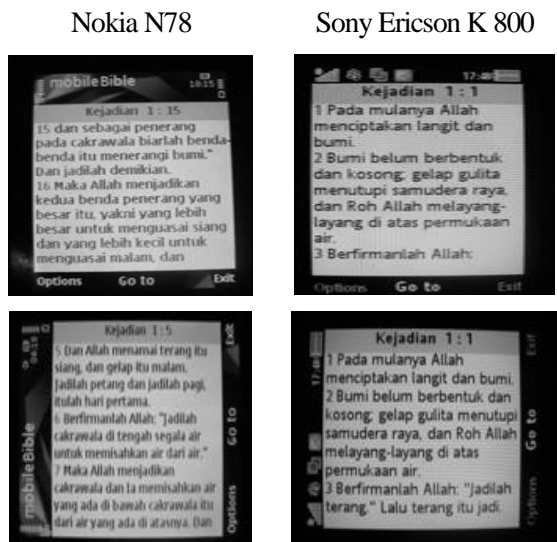 Nokia N78
Sony Ericson K 800
mobileBible
18:15
Kejadian 1 : 15
15 dan sebagai penerang
pada cakrawala biarlah benda-
benda itu menerangi bumi."
Dan jadilah demikian.
16 Maka Allah menjadikan
kedua benda penerang yang
besar itu, yakni yang lebih
besar untuk menguasai siang
dan yang lebih kecil untuk
menguasai malam, dan
Options Go to Exit
Kejadian 1 : 1
1 Pada mulanya Allah
menciptakan langit dan
bumi.
2 Bumi belum berbentuk
dan kosong; gelap gulita
menutupi samudera raya,
dan Roh Allah melayang-
layang di atas permukaan
air.
3 Berfirmanlah Allah:
Options Go to Exit
mobileBible
04:18
Kejadian 1:5
5 Dan Allah menamai terang itu
siang, dan gelap itu malam.
Jadilah petang dan jadilah pagi,
itulah hari pertama.
6 Berfirmanlah Allah: "Jadilah
cakrawala di tengah segala air
untuk memisahkan air dari air."
7 Maka Allah menjadikan
cakrawala dan Ia memisahkan air
yang ada di bawah cakrawala itu
dari air yang ada di atasnya. Dan
Exit
Go to
Options
Kejadian 1 : 1
1 Pada mulanya Allah
menciptakan langit dan bumi.
2 Bumi belum berbentuk dan
kosong; gelap gulita menutupi
samudera raya, dan Roh Allah
melayang-layang di atas
permukaan air.
3 Berfirmanlah Allah: "Jadilah
terang." Lalu terang itu jadi.
Exit
Go to
Options